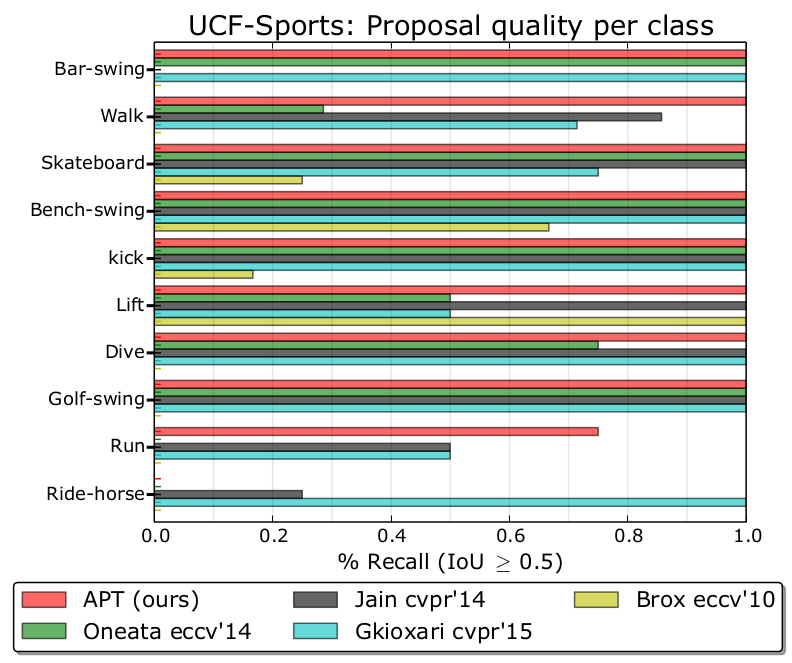 UCF-Sports: Proposal quality per class
Bar-swing
Walk
Skateboard
Bench-swing
kick
Lift
Dive
Golf-swing
Run
Ride-horse
0.0 0.2 0.4 0.6 0.8 1.0
% Recall (IoU ≥ 0.5)
APT (ours) Jain cvpr'14 Brox eccv'10
Oneata eccv'14 Gkioxari cvpr'15